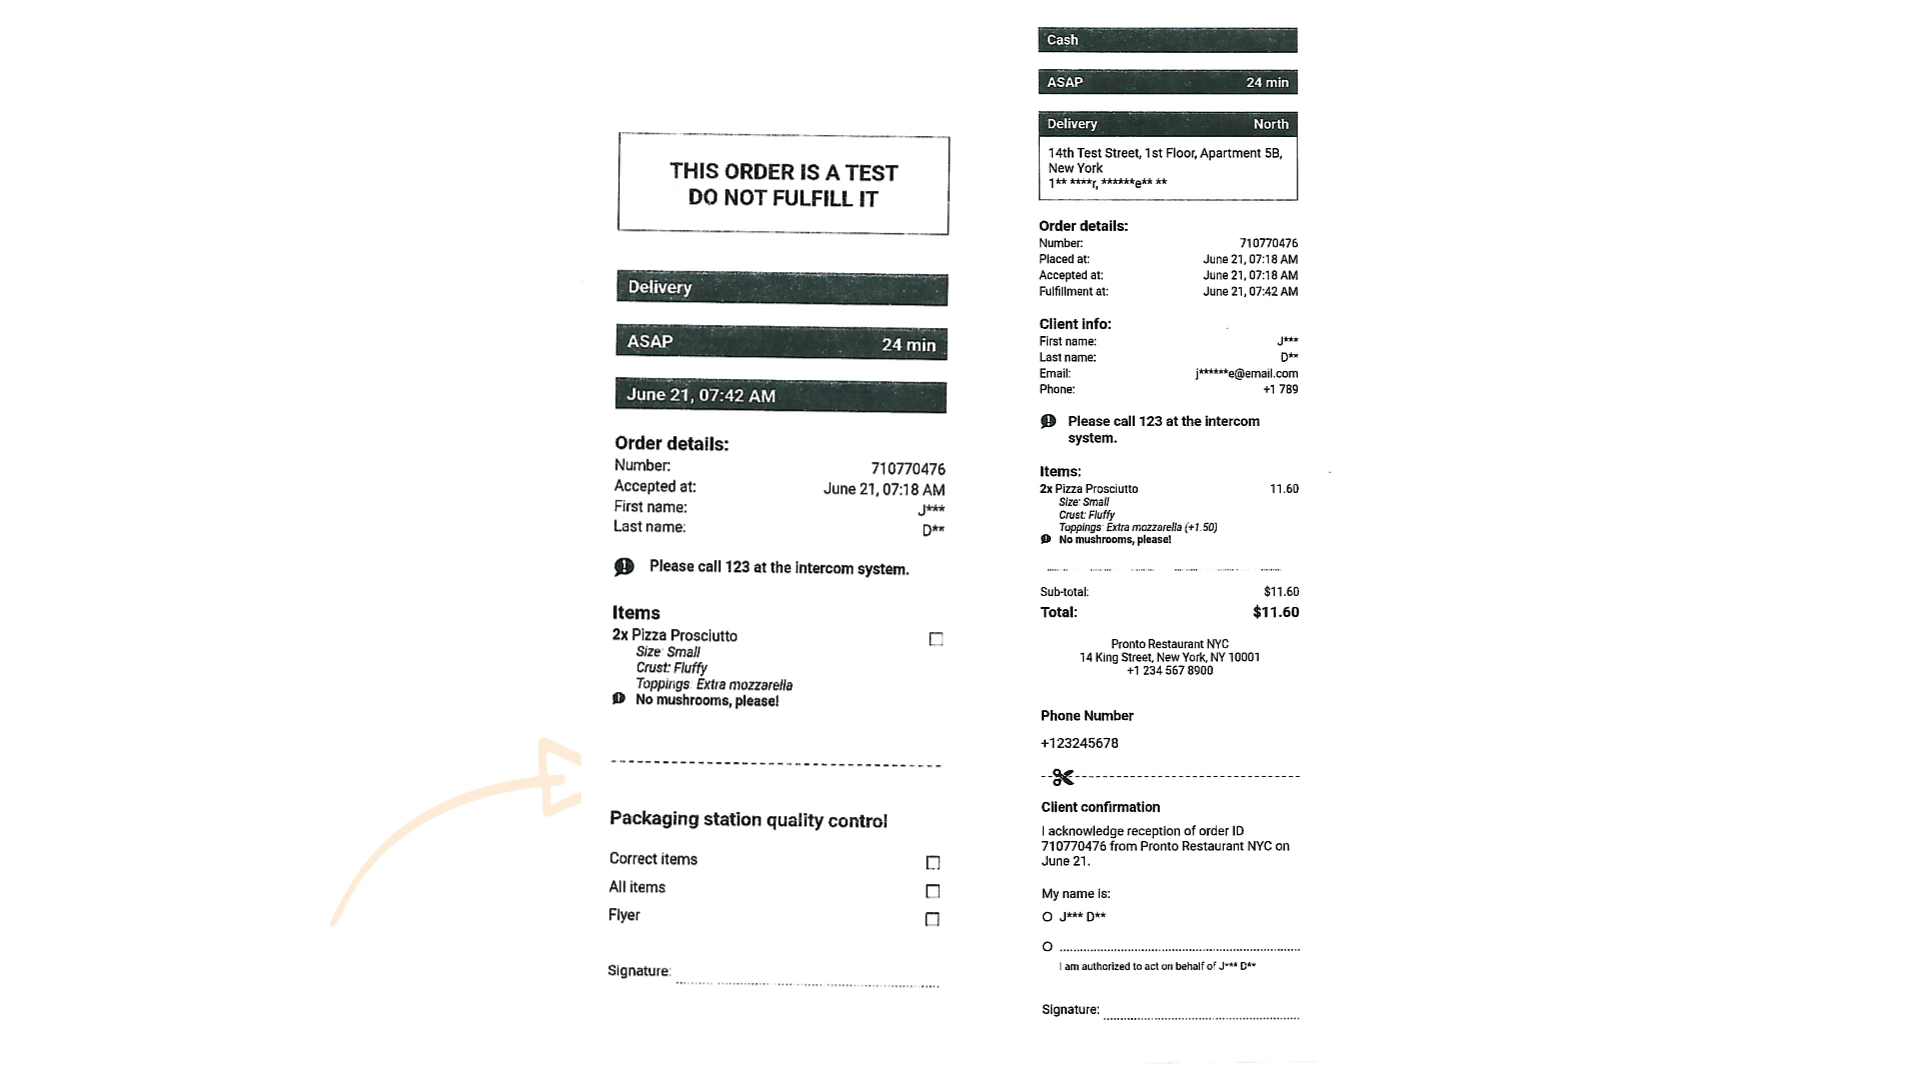 THIS ORDER IS A TEST
DO NOT FULFILL IT
Delivery
ASAP 24 min
June 21, 07:42 AM
Order details:
Number: 710770476
Accepted at: June 21, 07:18 AM
First name: J***
Last name: D**
Please call 123 at the intercom system.
Items
2x Pizza Prosciutto
Size: Small
Crust: Fluffy
Toppings: Extra mozzarella
No mushrooms, please!
Packaging station quality control
Correct items
All items
Flyer
Signature:
Cash
ASAP 24 min
Delivery North
14th Test Street, 1st Floor, Apartment 5B,
New York
1** ****r, ******e** **
Order details:
Number: 710770476
Placed at: June 21, 07:18 AM
Accepted at: June 21, 07:18 AM
Fulfillment at: June 21, 07:42 AM
Client info:
First name: J***
Last name: D**
Email: j******e@email.com
Phone: +1 789
Please call 123 at the intercom
system.
Items:
2x Pizza Prosciutto 11.60
Size: Small
Crust: Fluffy
Toppings: Extra mozzarella (+1.50)
No mushrooms, please!
Sub-total: $11.60
Total: $11.60
Pronto Restaurant NYC
14 King Street, New York, NY 10001
+1 234 567 8900
Phone Number
+123245678
Client confirmation
I acknowledge reception of order ID
710770476 from Pronto Restaurant NYC on
June 21.
My name is:
J*** D**
I am authorized to act on behalf of J*** D**
Signature: